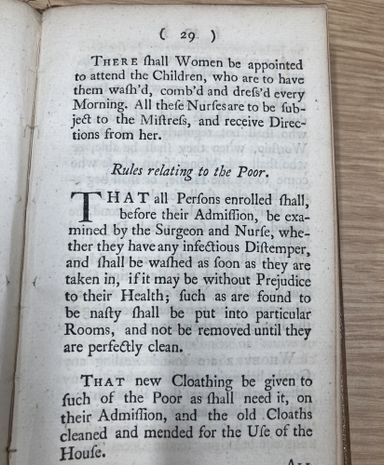 ( 29 )
THERE ſhall Women be appointed
to attend the Children, who are to have
them waſh'd, comb'd and dreſs'd every
Morning. All theſe Nurſes are to be ſub-
ject to the Miſtreſs, and receive Direc-
tions from her.
Rules relating to the Poor.
THAT all Perſons enrolled ſhall,
before their Admiſſion, be exa-
mined by the Surgeon and Nurſe, whe-
ther they have any infectious Diſtemper,
and ſhall be waſhed as ſoon as they are
taken in, if it may be without Prejudice
to their Health; ſuch as are found to
be naſty ſhall be put into particular
Rooms, and not be removed until they
are perfectly clean.
THAT new Cloathing be given to
ſuch of the Poor as ſhall need it, on
their Admiſſion, and the old Cloaths
cleaned and mended for the Uſe of the
Houſe.